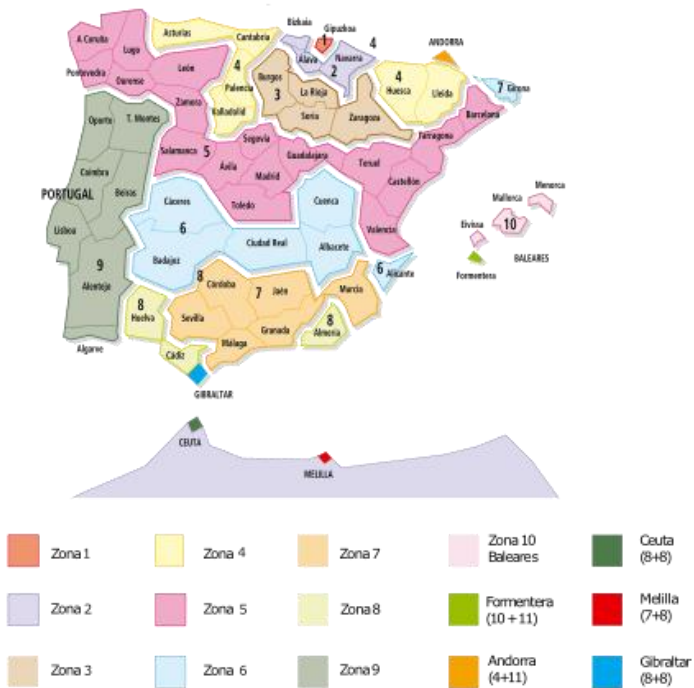 Bizkaia
Gipuzkoa
Asturias
Cantabria
A Coruña
Lugo
1
4
ANDORRA
León
Álava
Navarra
2
Pontevedra
Ourense
4
Palencia
Burgos
3
La Rioja
4
Huesca
Lleida
7 Girona
Zamora
Valladolid
Soria
Zaragoza
Barcelona
Oporto
T. Montes
Tarragona
Salamanca
5
Segovia
Ávila
Guadalajara
Teruel
Madrid
Castellón
Coimbra
Beiras
PORTUGAL
Cáceres
Toledo
Cuenca
Menorca
Mallorca
Lisboa
6
Valencia
Eivissa
10
Ciudad Real
Albacete
Badajoz
BALEARES
9
Alentejo
8
6
Alicante
Formentera
Córdoba
7
Jaén
Murcia
8
Huelva
Sevilla
Granada
8
Almería
Algarve
Cádiz
Málaga
GIBRALTAR
CEUTA
MELILLA
Zona 1
Zona 4
Zona 7
Zona 10
Baleares
Ceuta
(8+8)
Zona 2
Zona 5
Zona 8
Formentera
(10+11)
Melilla
(7+8)
Zona 3
Zona 6
Zona 9
Andorra
(4+11)
Gibraltar
(8+8)